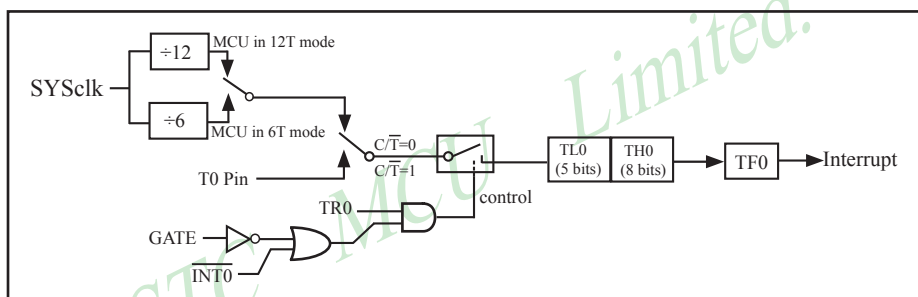 ÷12
MCU in 12T mode
SYSclk
÷6
MCU in 6T mode
T0 Pin
C/T̅=0
C/T̅=1
TL0
(5 bits)
TH0
(8 bits)
TF0
Interrupt
control
TR0
GATE
I̅N̅T̅0̅
STC MCU Limited.